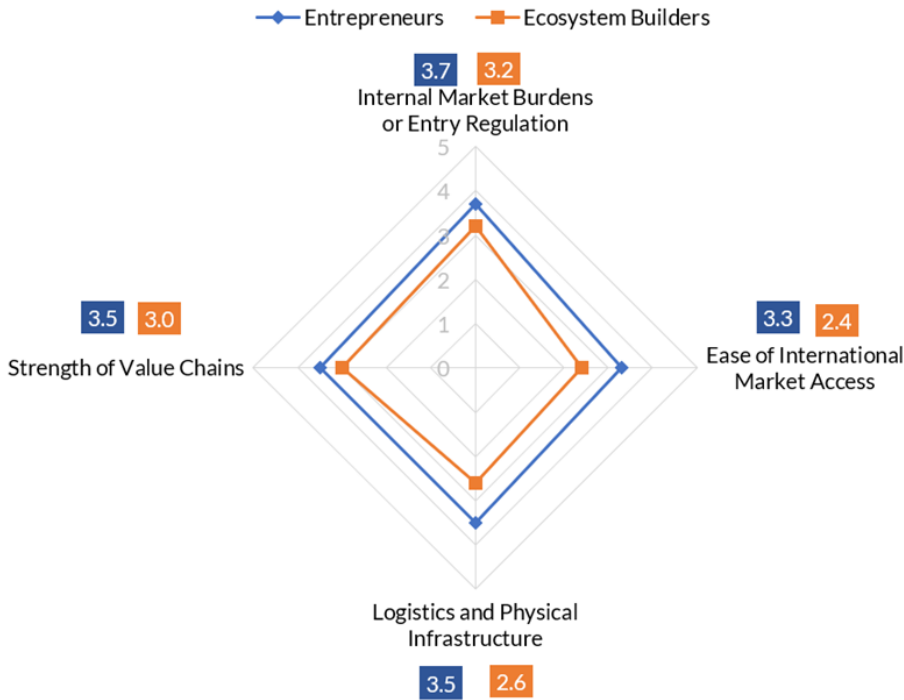 Entrepreneurs Ecosystem Builders
3.7 3.2
Internal Market Burdens
or Entry Regulation
5
4
3
2
1
0
3.5 3.0
Strength of Value Chains
3.3 2.4
Ease of International
Market Access
Logistics and Physical
Infrastructure
3.5 2.6